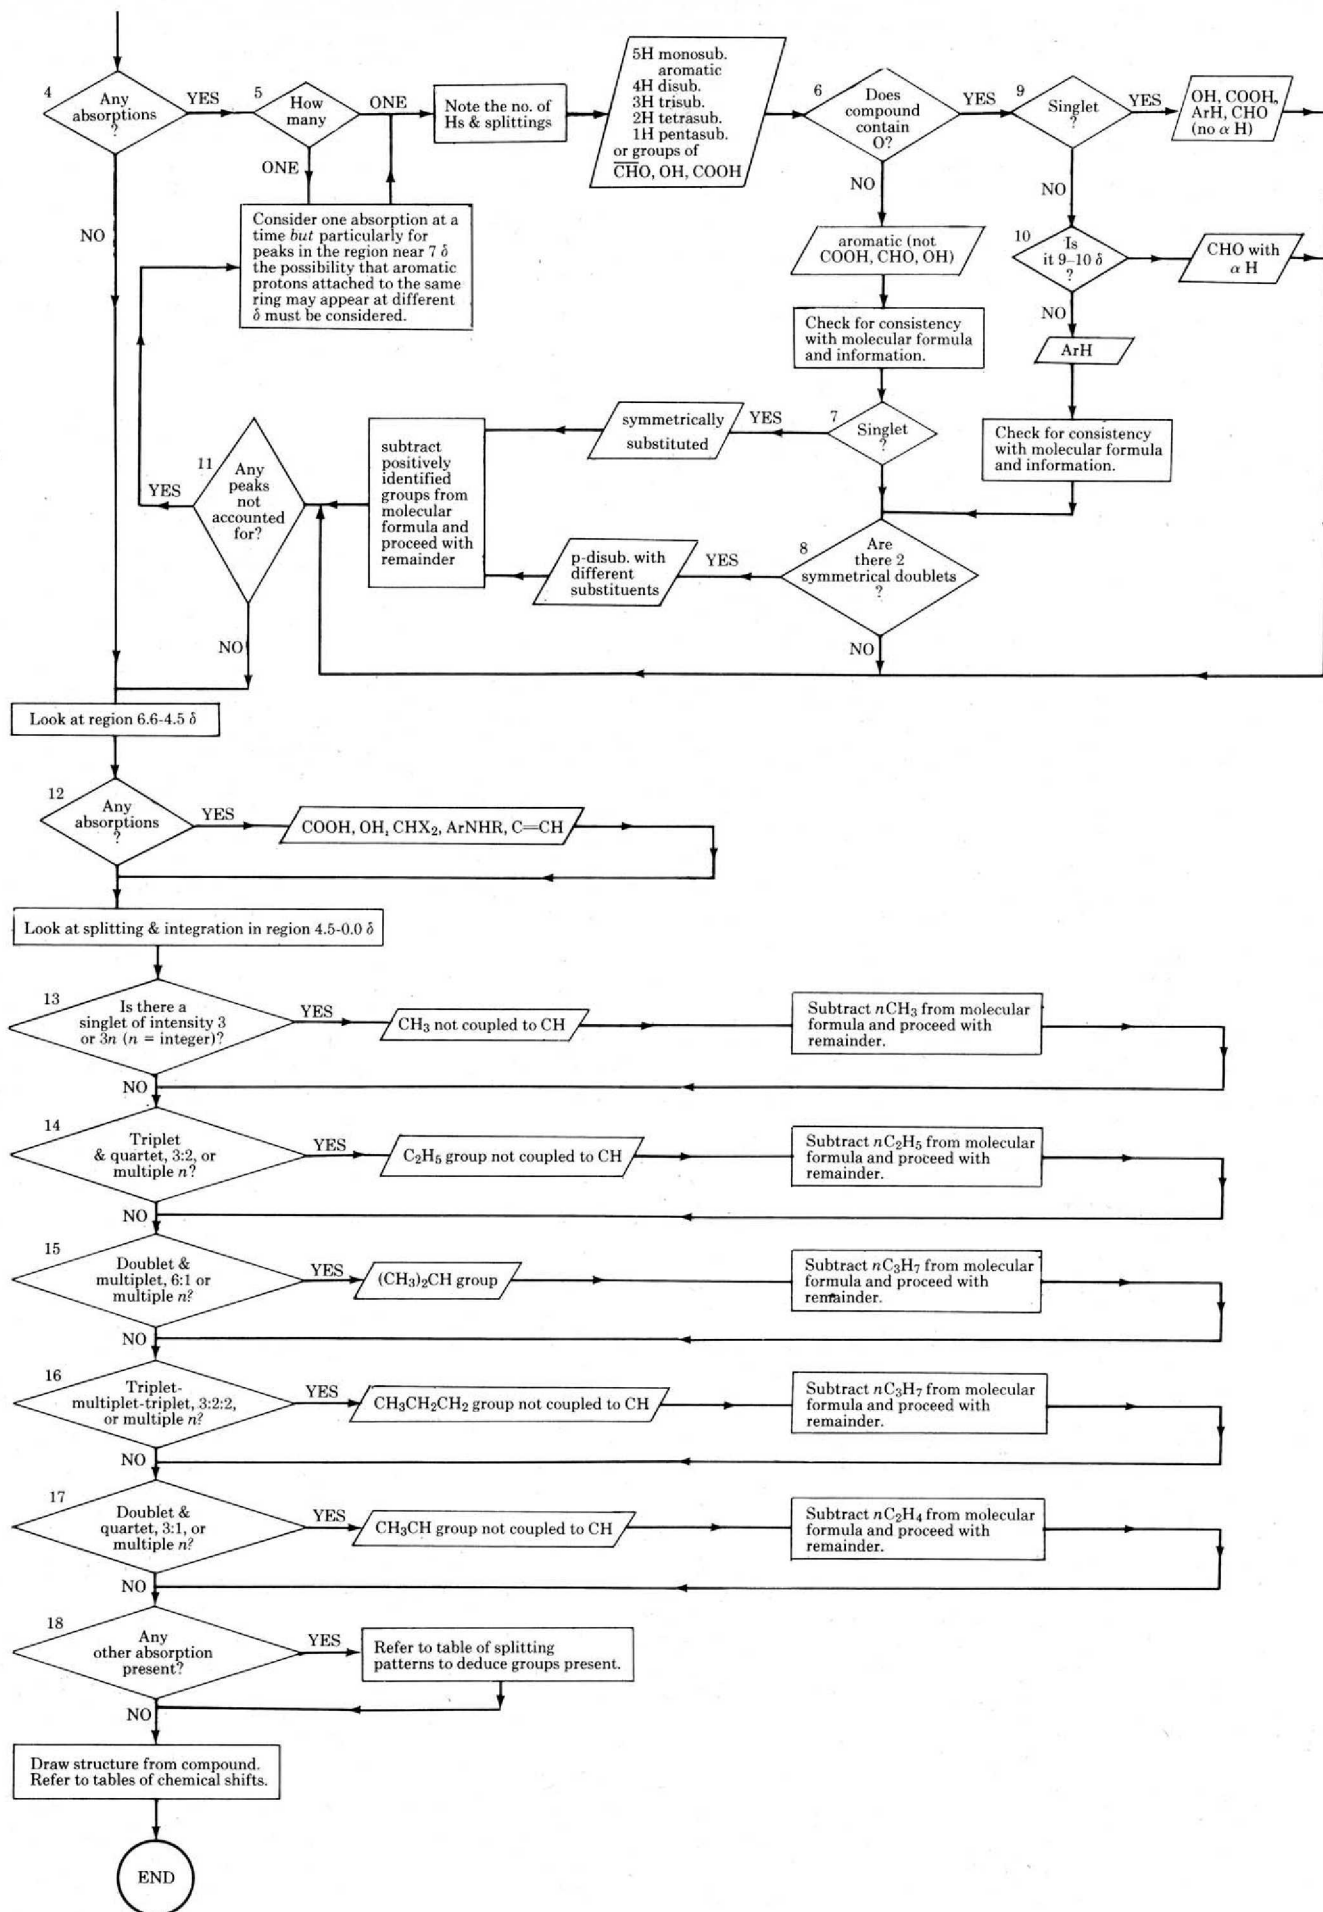 4
Any
absorptions
?
YES
NO
5
How
many
ONE
ONE
Note the no. of
Hs & splittings
5H monosub.
aromatic
4H disub.
3H trisub.
2H tetrasub.
1H pentasub.
or groups of
CHO, OH, COOH
6
Does
compound
contain
O?
YES
NO
9
Singlet
?
YES
NO
OH, COOH,
ArH, CHO
(no α H)
Consider one absorption at a
time but particularly for
peaks in the region near 7 δ
the possibility that aromatic
protons attached to the same
ring may appear at different
δ must be considered.
aromatic (not
COOH, CHO, OH)
10
Is
it 9–10 δ
?
NO
CHO with
α H
Check for consistency
with molecular formula
and information.
ArH
Check for consistency
with molecular formula
and information.
7
Singlet
?
YES
symmetrically
substituted
subtract
positively
identified
groups from
molecular
formula and
proceed with
remainder
11
Any
peaks
not
accounted
for?
YES
NO
8
Are
there 2
symmetrical doublets
?
YES
NO
p-disub. with
different
substituents
Look at region 6.6-4.5 δ
12
Any
absorptions
?
YES
COOH, OH, CHX₂, ArNHR, C=CH
Look at splitting & integration in region 4.5-0.0 δ
13
Is there a
singlet of intensity 3
or 3n (n = integer)?
YES
CH₃ not coupled to CH
Subtract nCH₃ from molecular
formula and proceed with
remainder.
NO
14
Triplet
& quartet, 3:2, or
multiple n?
YES
C₂H₅ group not coupled to CH
Subtract nC₂H₅ from molecular
formula and proceed with
remainder.
NO
15
Doublet &
multiplet, 6:1 or
multiple n?
YES
(CH₃)₂CH group
Subtract nC₃H₇ from molecular
formula and proceed with
remainder.
NO
16
Triplet-
multiplet-triplet, 3:2:2,
or multiple n?
YES
CH₃CH₂CH₂ group not coupled to CH
Subtract nC₃H₇ from molecular
formula and proceed with
remainder.
NO
17
Doublet &
quartet, 3:1, or
multiple n?
YES
CH₃CH group not coupled to CH
Subtract nC₂H₄ from molecular
formula and proceed with
remainder.
NO
18
Any
other absorption
present?
YES
Refer to table of splitting
patterns to deduce groups present.
NO
Draw structure from compound.
Refer to tables of chemical shifts.
END